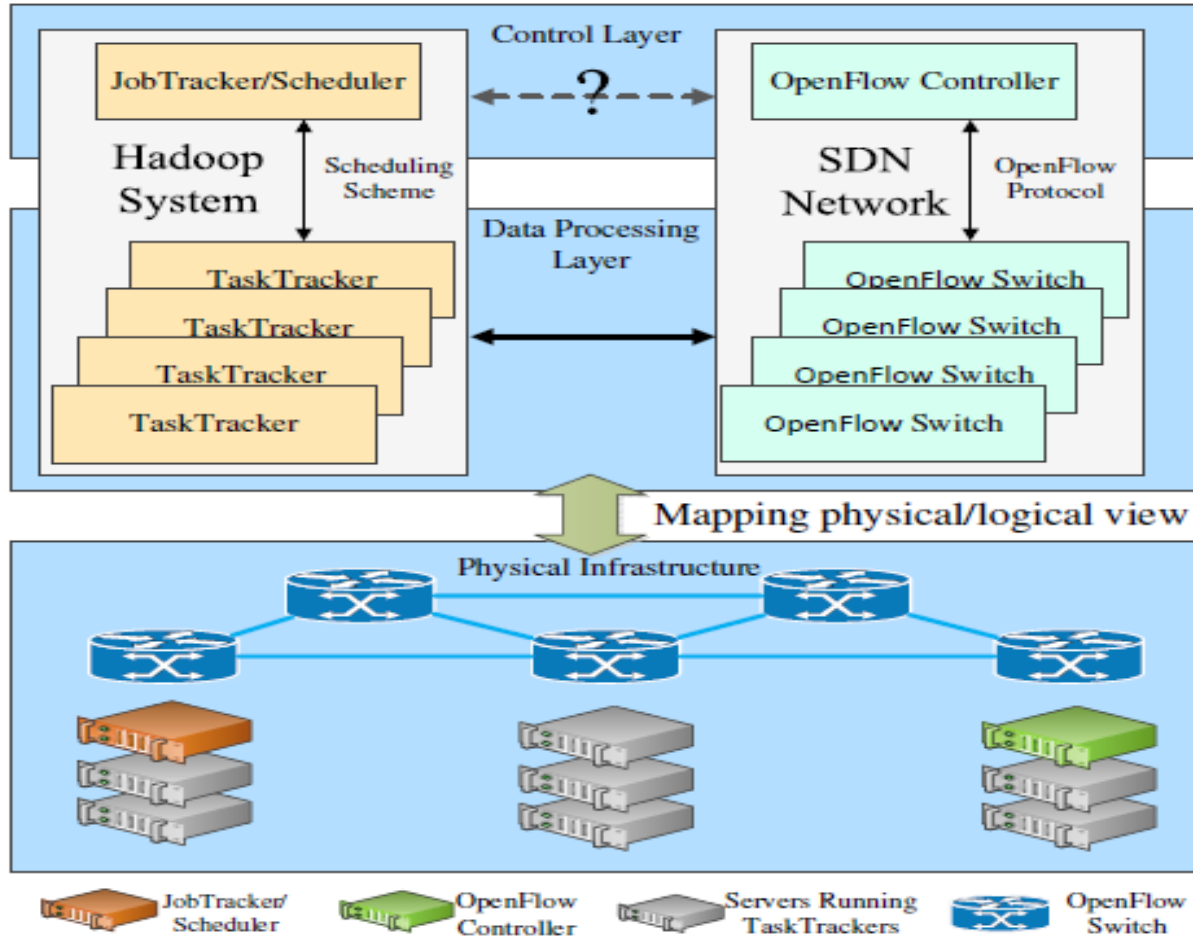 Control Layer
JobTracker/Scheduler
?
OpenFlow Controller
Hadoop
System
Scheduling
Scheme
SDN
Network
OpenFlow
Protocol
Data Processing
Layer
TaskTracker
TaskTracker
TaskTracker
TaskTracker
OpenFlow Switch
OpenFlow Switch
OpenFlow Switch
OpenFlow Switch
Mapping physical/logical view
Physical Infrastructure
JobTracker/
Scheduler
OpenFlow
Controller
Servers Running
TaskTrackers
OpenFlow
Switch